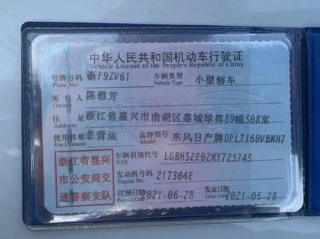 中华人民共和国机动车行驶证
Vehicle License of the People's Republic of China
号牌号码 浙F9ZV61 车辆类型 小型轿车
Plate No. Vehicle Type
所有人 陈雅芳
Owner
住址 浙江省嘉兴市南湖区嘉城绿都89幢508室
Address
使用性质 非营运 品牌型号 东风日产牌DFL7160VBNH7
Use Character Model
浙江省嘉兴
市公安局交
通警察支队
车辆识别代号 LGBH52E02KY723745
VIN
发动机号码 217304E
Engine No.
注册日期 2021-06-28 发证日期 2021-06-28